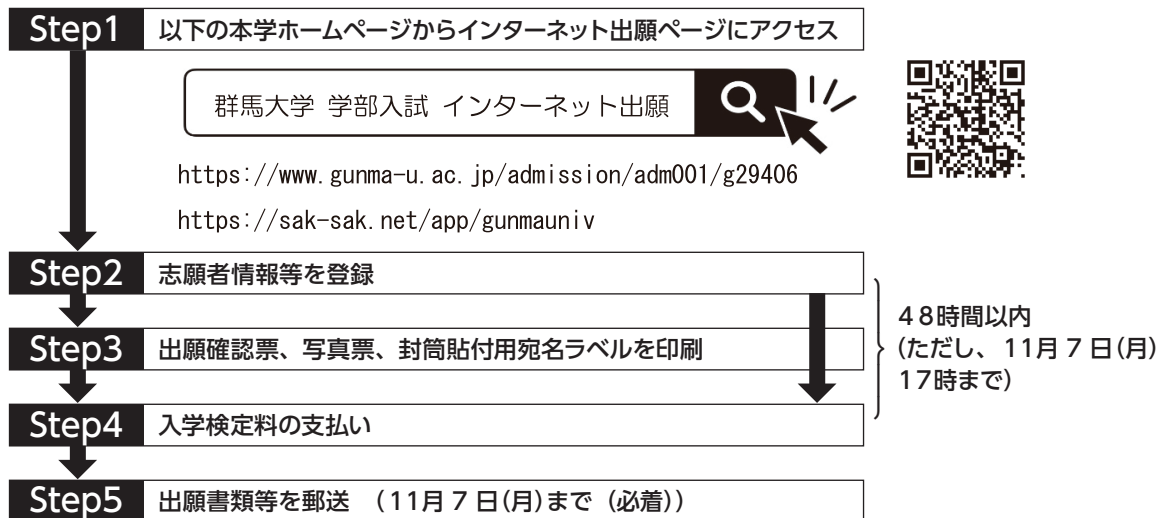 Step1 以下の本学ホームページからインターネット出願ページにアクセス
群馬大学 学部入試 インターネット出願
https://www.gunma-u.ac.jp/admission/adm001/g29406
https://sak-sak.net/app/gunmauniv
Step2 志願者情報等を登録
Step3 出願確認票、写真票、封筒貼付用宛名ラベルを印刷
Step4 入学検定料の支払い
48時間以内
(ただし、11月7日(月)
17時まで)
Step5 出願書類等を郵送 (11月7日(月)まで(必着))